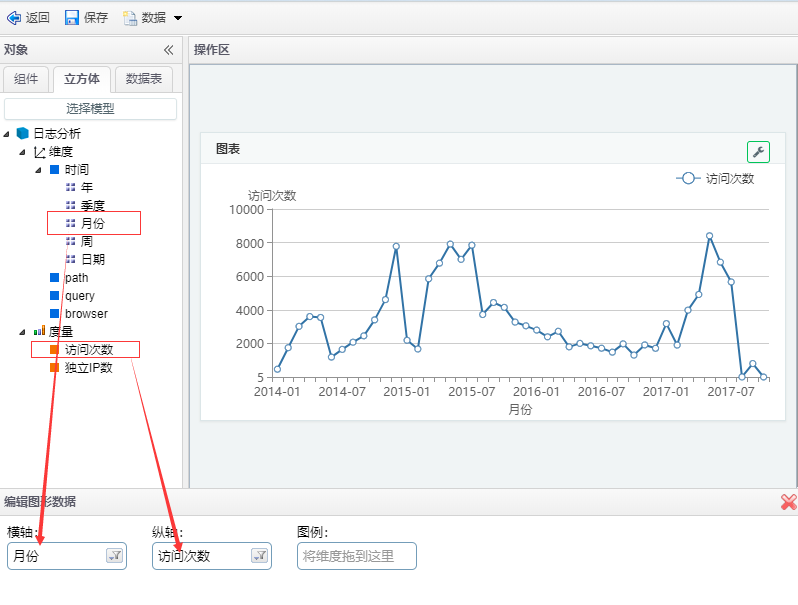 返回 保存 数据
对象
操作区
组件 立方体 数据表
选择模型
日志分析
维度
时间
年
季度
月份
周
日期
path
query
browser
度量
访问次数
独立IP数
图表
访问次数
访问次数
10000
8000
6000
4000
2000
5
2014-01 2014-07 2015-01 2015-07 2016-01 2016-07 2017-01 2017-07
月份
编辑图形数据
横轴: 纵轴: 图例:
月份 访问次数 将维度拖到这里